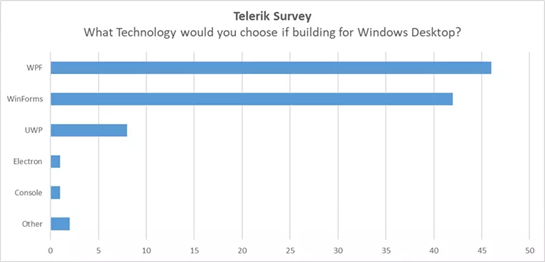 Telerik Survey
What Technology would you choose if building for Windows Desktop?
WPF
WinForms
UWP
Electron
Console
Other
0 5 10 15 20 25 30 35 40 45 50